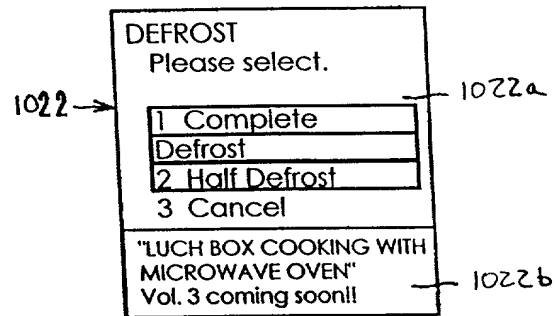 DEFROST
Please select.
1022
1022a
1 Complete
Defrost
2 Half Defrost
3 Cancel
"LUCH BOX COOKING WITH
MICROWAVE OVEN"
Vol. 3 coming soon!!
1022b